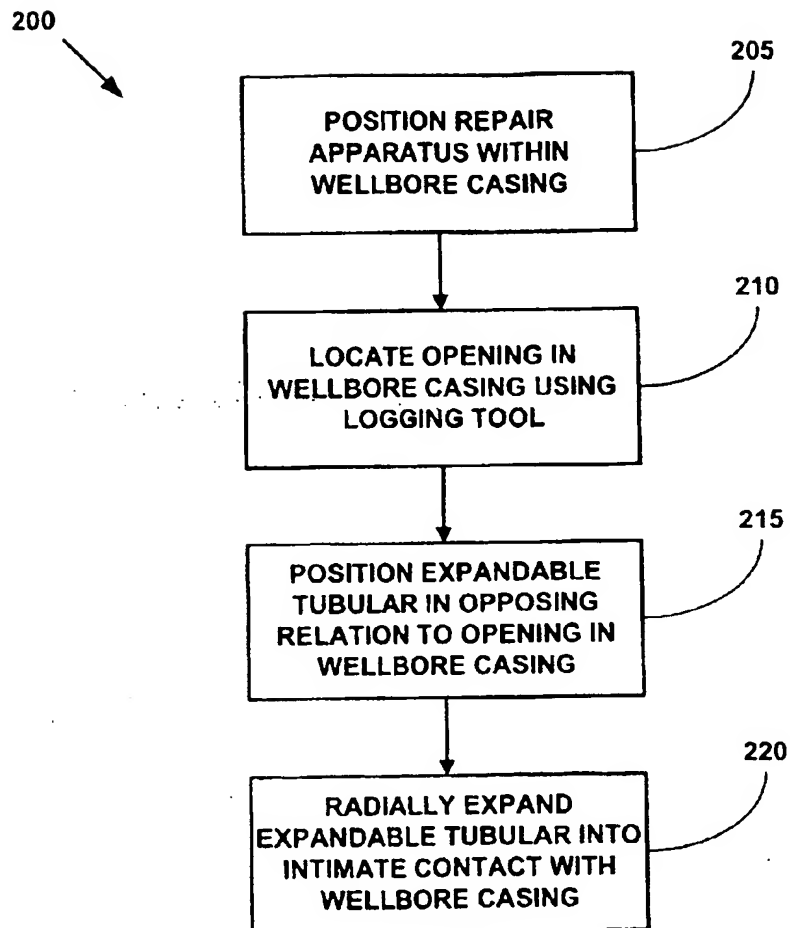 200
205
POSITION REPAIR
APPARATUS WITHIN
WELLBORE CASING
210
LOCATE OPENING IN
WELLBORE CASING USING
LOGGING TOOL
215
POSITION EXPANDABLE
TUBULAR IN OPPOSING
RELATION TO OPENING IN
WELLBORE CASING
220
RADIALLY EXPAND
EXPANDABLE TUBULAR INTO
INTIMATE CONTACT WITH
WELLBORE CASING